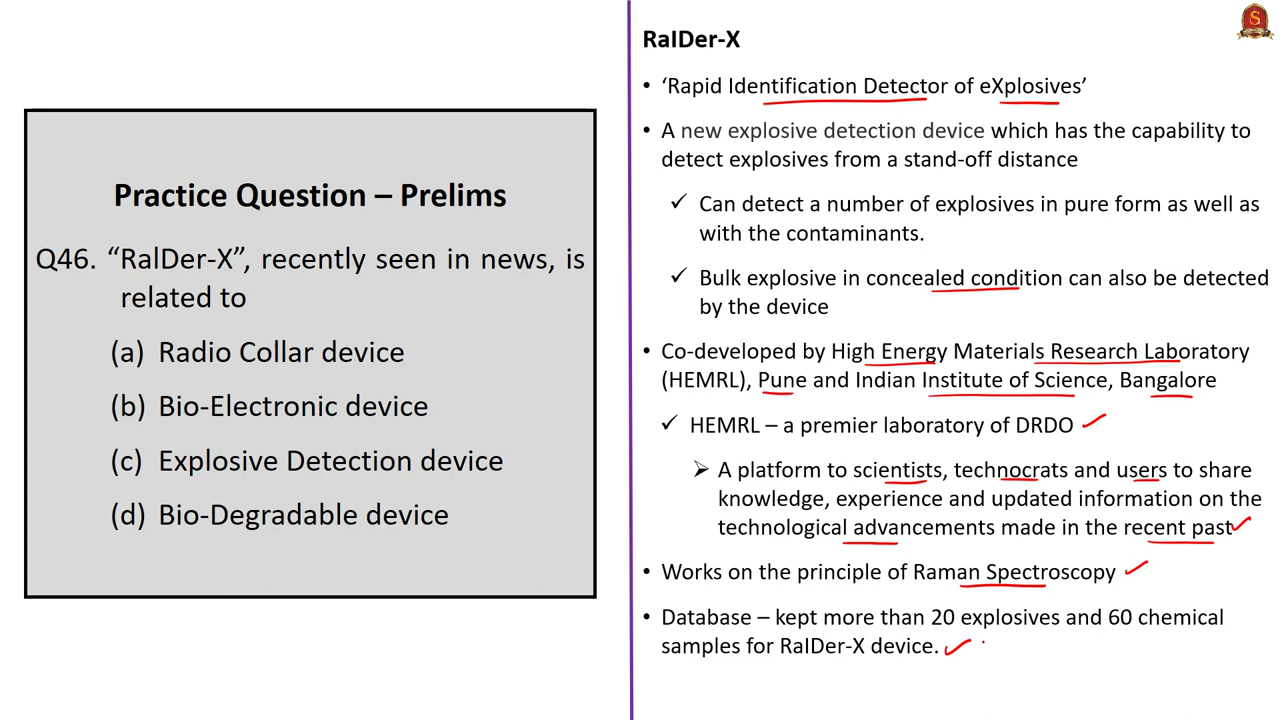 Practice Question – Prelims
Q46. “RaIDer-X”, recently seen in news, is
related to
(a) Radio Collar device
(b) Bio-Electronic device
(c) Explosive Detection device
(d) Bio-Degradable device
RaIDer-X
• ‘Rapid Identification Detector of eXplosives’
• A new explosive detection device which has the capability to
detect explosives from a stand-off distance
✓ Can detect a number of explosives in pure form as well as
with the contaminants.
✓ Bulk explosive in concealed condition can also be detected
by the device
• Co-developed by High Energy Materials Research Laboratory
(HEMRL), Pune and Indian Institute of Science, Bangalore
✓ HEMRL – a premier laboratory of DRDO
➢ A platform to scientists, technocrats and users to share
knowledge, experience and updated information on the
technological advancements made in the recent past
• Works on the principle of Raman Spectroscopy
• Database – kept more than 20 explosives and 60 chemical
samples for RaIDer-X device.